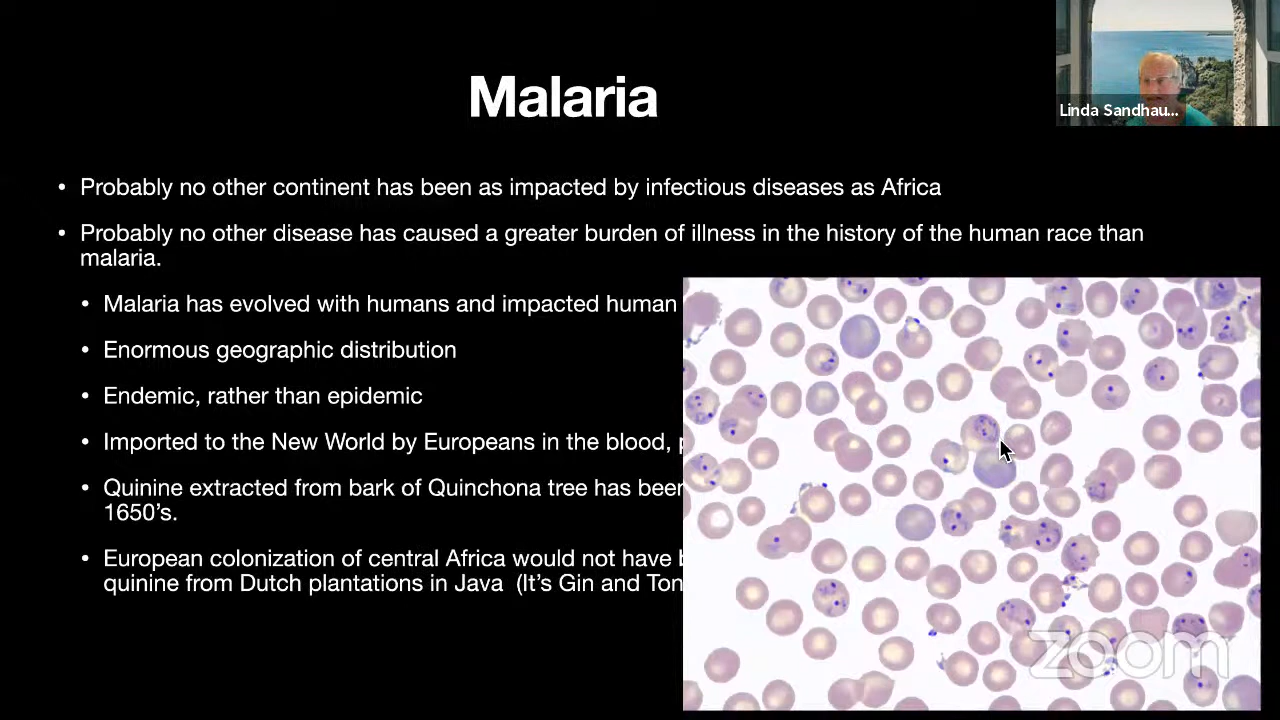 Malaria
Linda Sandhau...
• Probably no other continent has been as impacted by infectious diseases as Africa
• Probably no other disease has caused a greater burden of illness in the history of the human race than
malaria.
• Malaria has evolved with humans and impacted human
• Enormous geographic distribution
• Endemic, rather than epidemic
• Imported to the New World by Europeans in the blood,
• Quinine extracted from bark of Quinchona tree has been
1650’s.
• European colonization of central Africa would not have
quinine from Dutch plantations in Java (It’s Gin and Ton
zoom